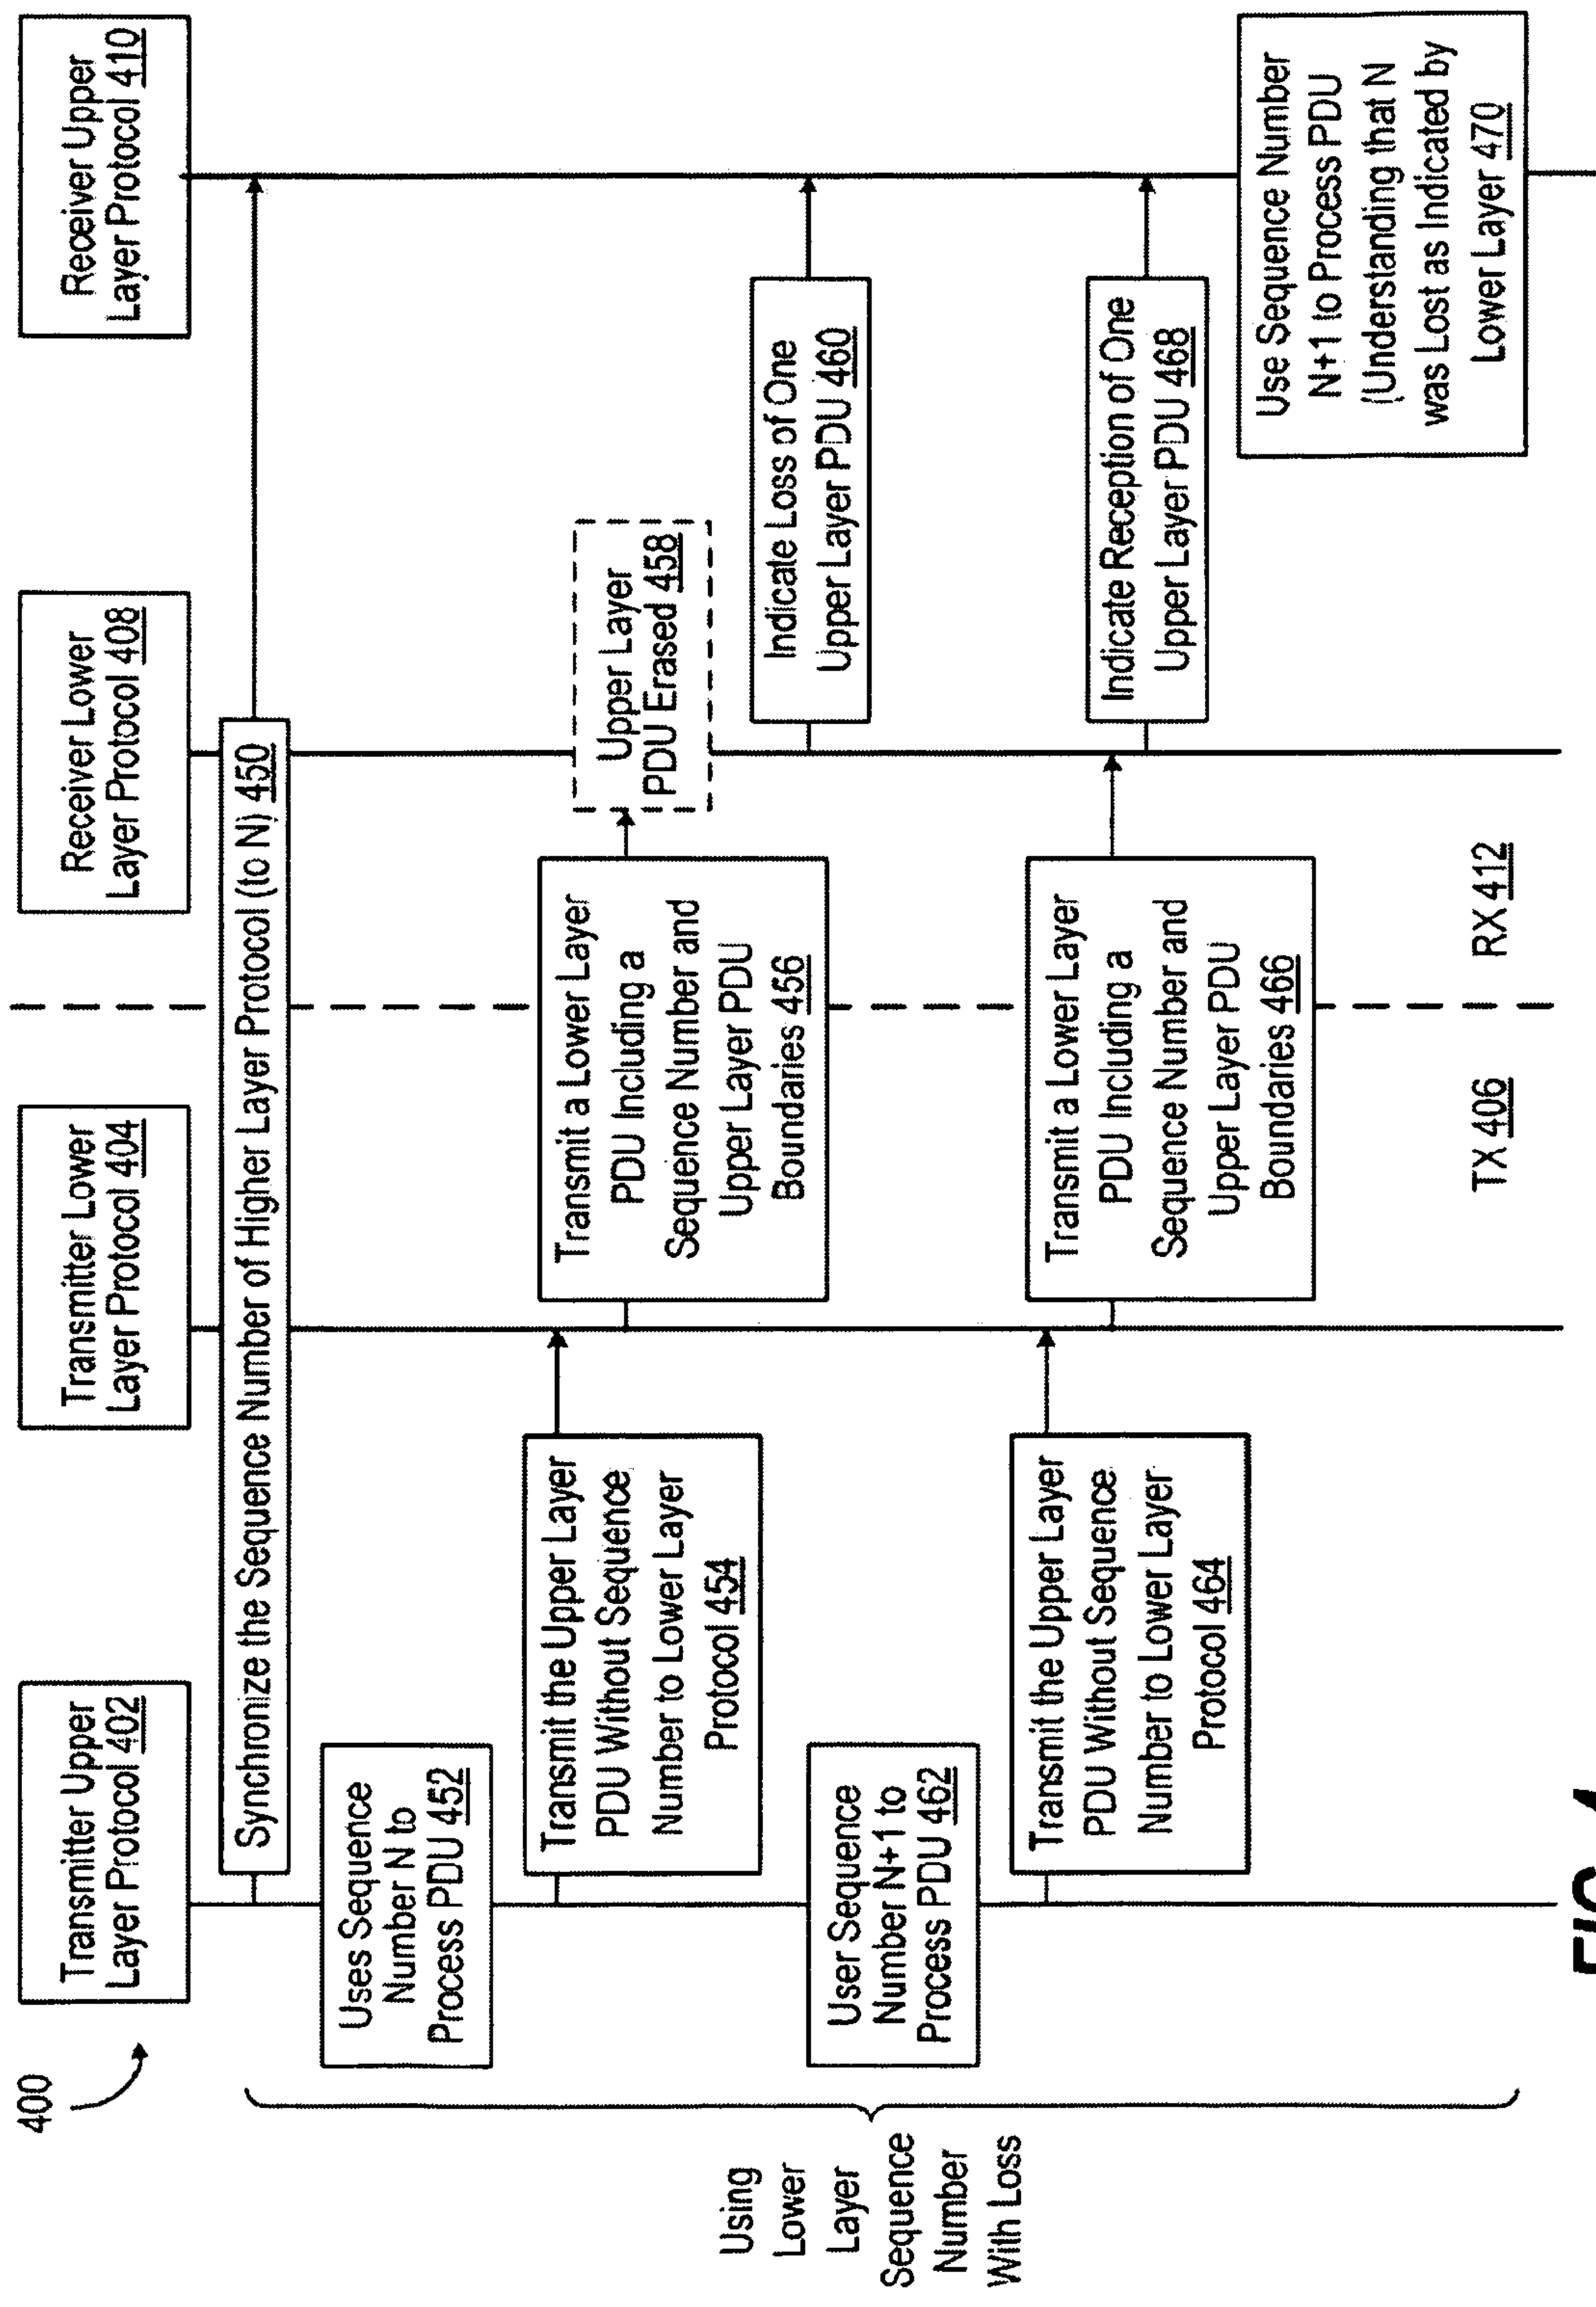 400
Transmitter Upper
Layer Protocol 402
Transmitter Lower
Layer Protocol 404
Receiver Lower
Layer Protocol 408
Receiver Upper
Layer Protocol 410
Synchronize the Sequence Number of Higher Layer Protocol (to N) 450
Uses Sequence
Number N to
Process PDU 452
Transmit the Upper Layer
PDU Without Sequence
Number to Lower Layer
Protocol 454
Transmit a Lower Layer
PDU Including a
Sequence Number and
Upper Layer PDU
Boundaries 456
Upper Layer
PDU Erased 458
Indicate Loss of One
Upper Layer PDU 460
Using
Lower
Layer
Sequence
Number
With Loss
User Sequence
Number N+1 to
Process PDU 462
Transmit the Upper Layer
PDU Without Sequence
Number to Lower Layer
Protocol 464
Transmit a Lower Layer
PDU Including a
Sequence Number and
Upper Layer PDU
Boundaries 466
Indicate Reception of One
Upper Layer PDU 468
Use Sequence Number
N+1 to Process PDU
(Understanding that N
was Lost as Indicated by
Lower Layer 470
TX 406
RX 412